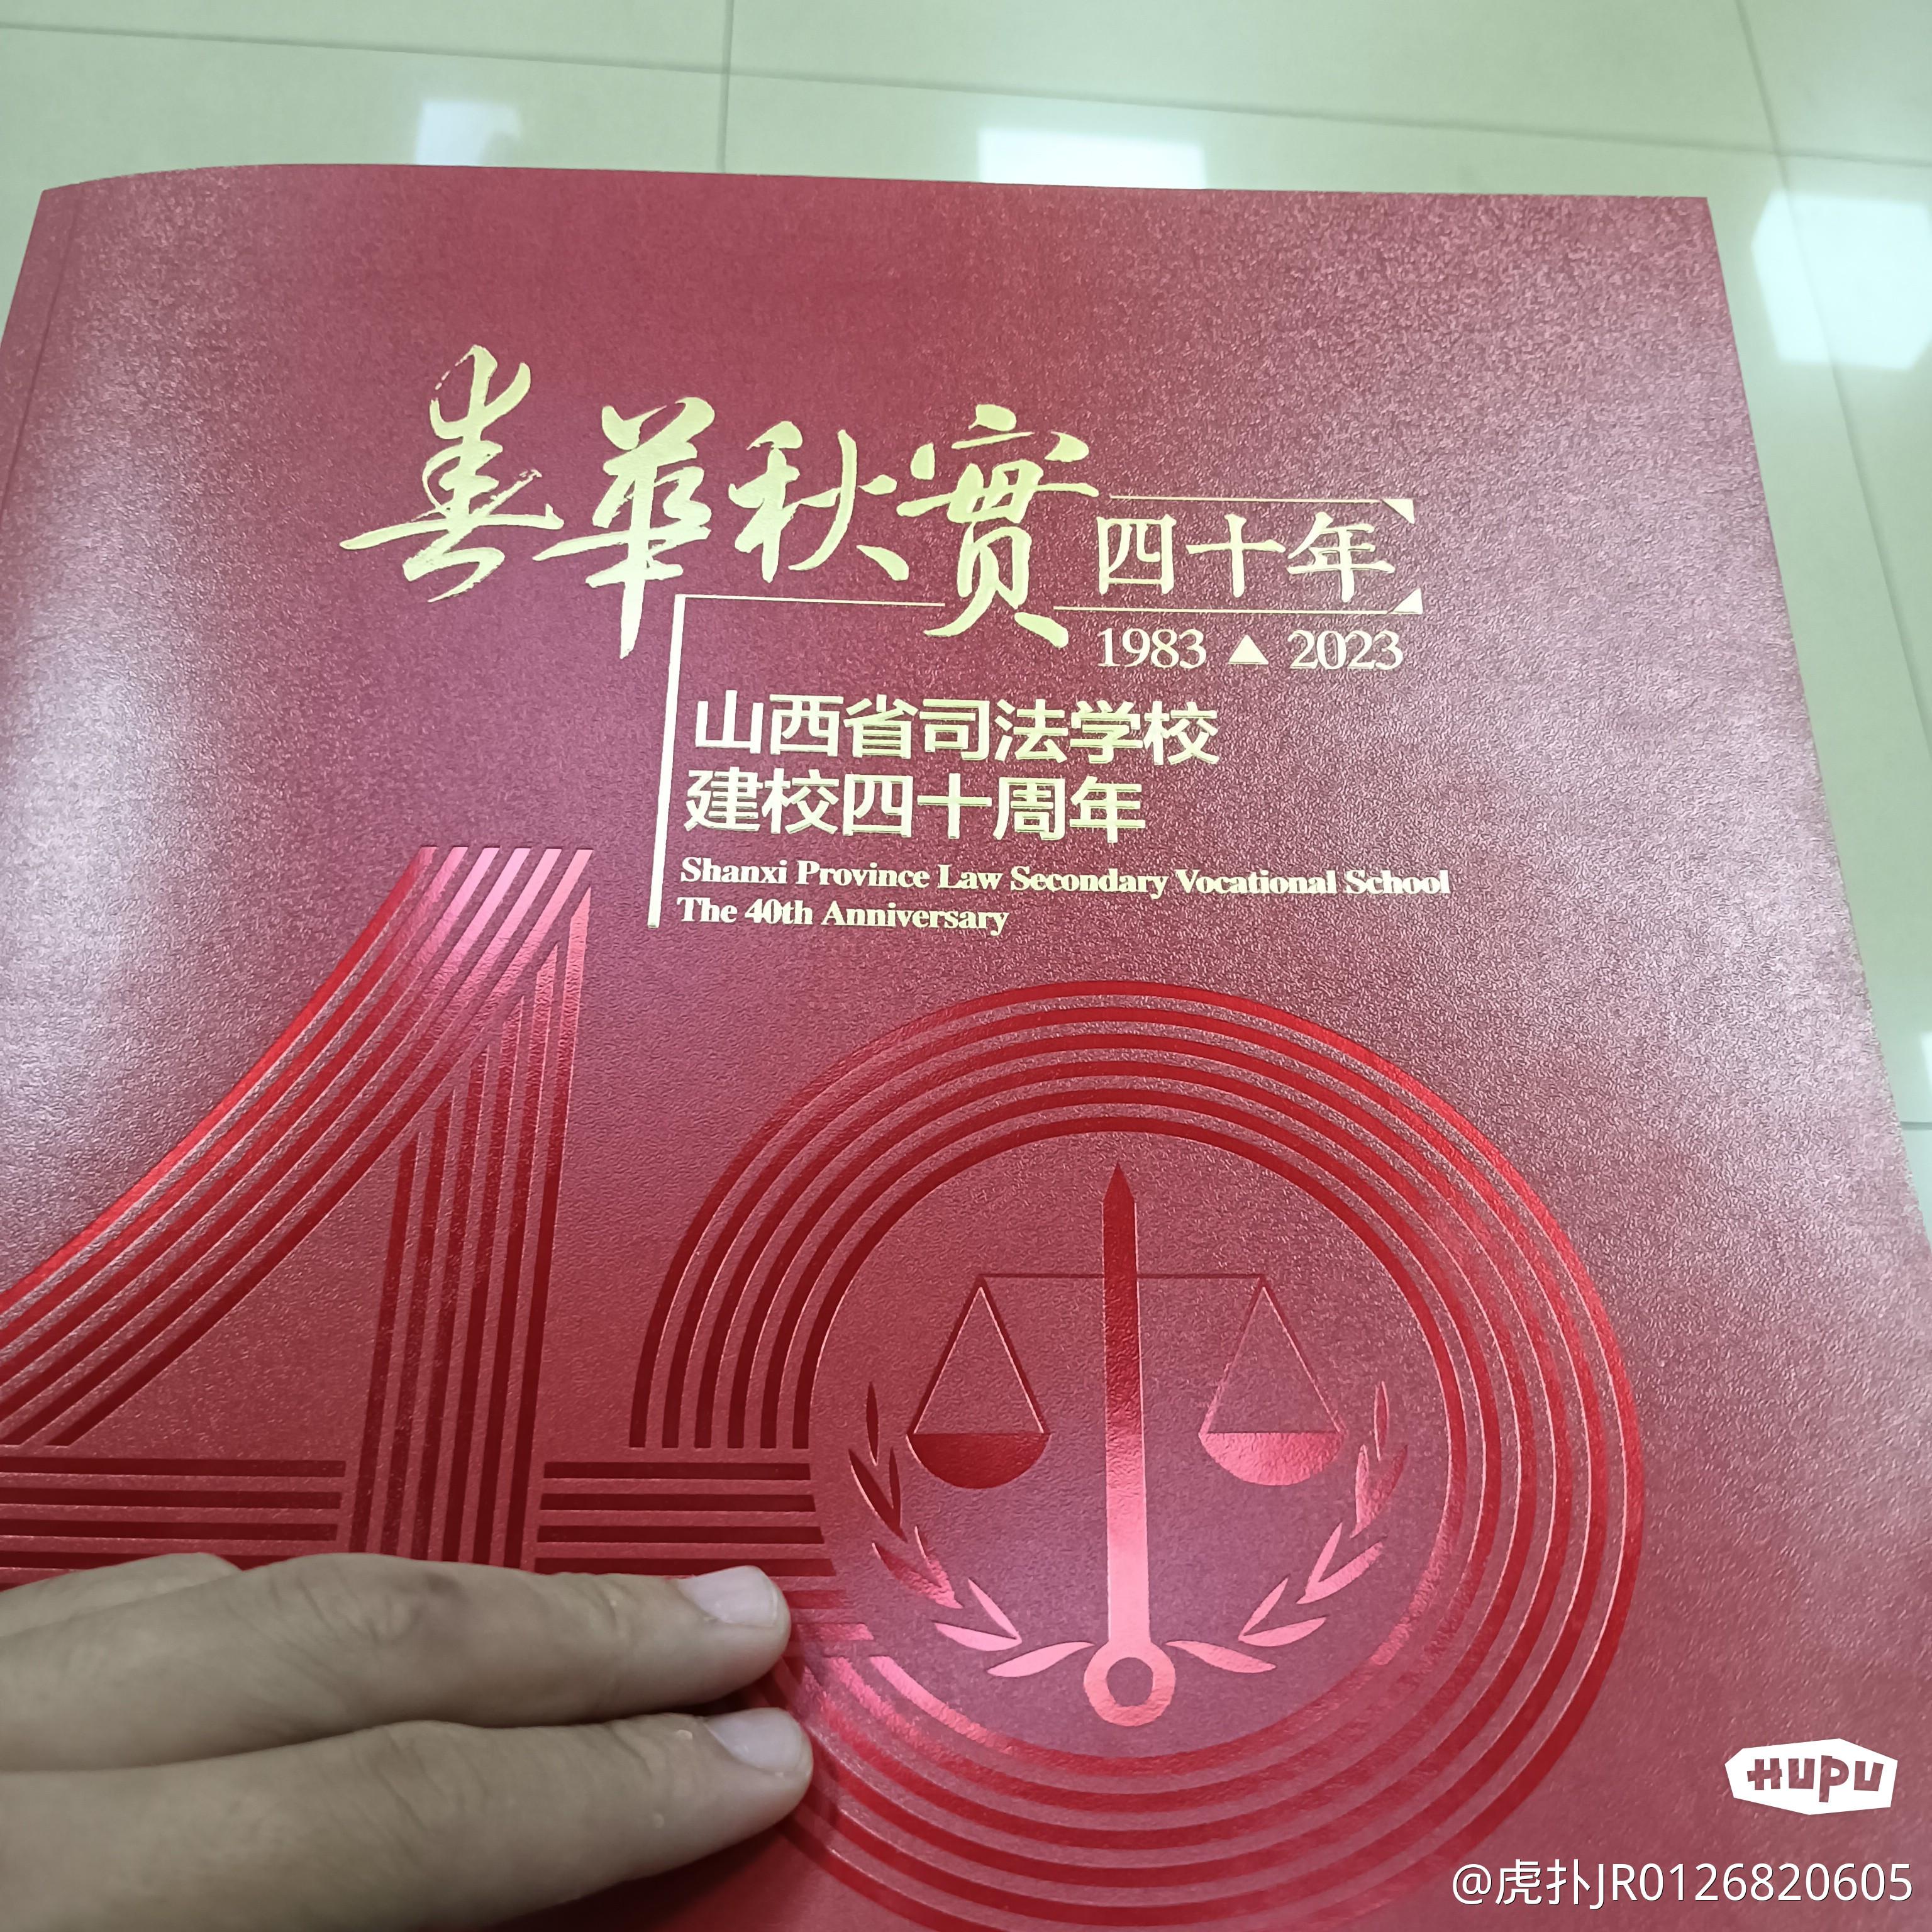 春華秋實
四十年
1983 ▲ 2023
山西省司法学校
建校四十周年
Shanxi Province Law Secondary Vocational School
The 40th Anniversary
40
HUPU
@虎扑JR0126820605